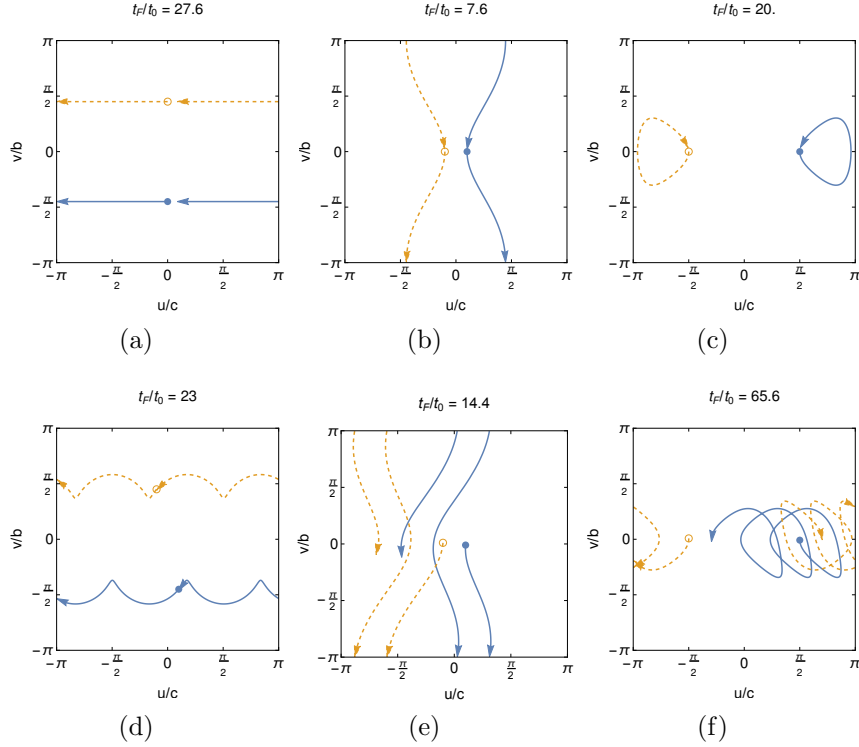 t_F/t_0 = 27.6
t_F/t_0 = 7.6
t_F/t_0 = 20.
π
π/2
0
-π/2
-π
v/b
-π -π/2 0 π/2 π
u/c
(a)
π
π/2
0
-π/2
-π
v/b
-π -π/2 0 π/2 π
u/c
(b)
π
π/2
0
-π/2
-π
v/b
-π -π/2 0 π/2 π
u/c
(c)
t_F/t_0 = 23
t_F/t_0 = 14.4
t_F/t_0 = 65.6
π
π/2
0
-π/2
-π
v/b
-π -π/2 0 π/2 π
u/c
(d)
π
π/2
0
-π/2
-π
v/b
-π -π/2 0 π/2 π
u/c
(e)
π
π/2
0
-π/2
-π
v/b
-π -π/2 0 π/2 π
u/c
(f)